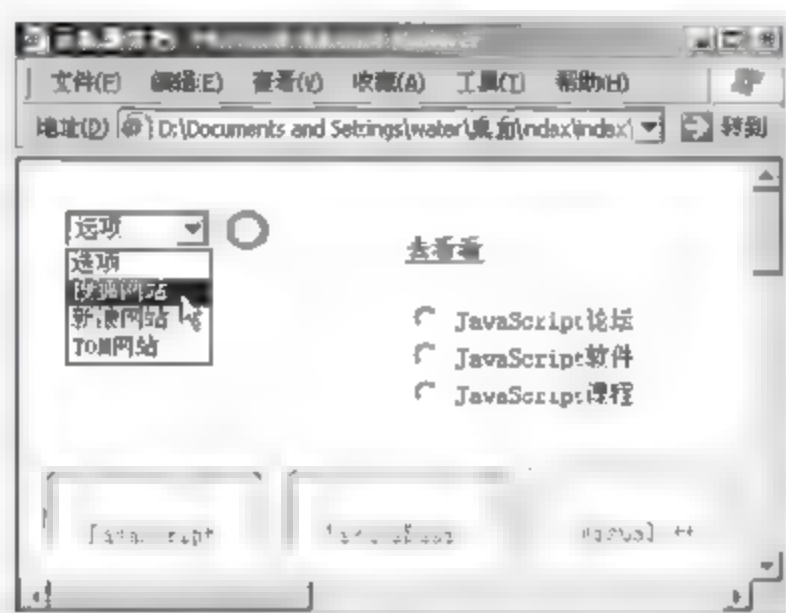 文件(F) 编辑(E) 查看(V) 收藏(A) 工具(T) 帮助(H)
地址(D) D:\Documents and Settings\water\桌面\index\index\ 转到
选项
选项
网站
新浪网站
TOM网站
去看看
JavaScript论坛
JavaScript软件
JavaScript课程